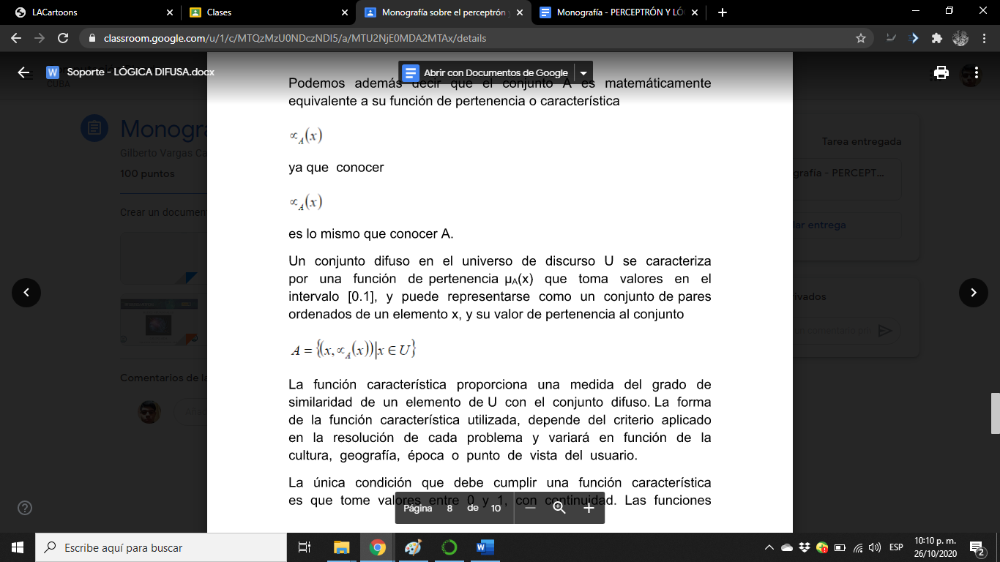 LACartoons
Clases
Monografía sobre el perceptrón y
Monografía - PERCEPTRÓN Y LÓ
classroom.google.com/u/1/c/MTQzMzU0NDczNDI5/a/MTU2NjE0MDA2MTAx/details
Soporte - LÓGICA DIFUSA.docx
CUBA
Abrir con Documentos de Google
Monogra
Gilberto Vargas Ca
100 puntos
Crear un documen
Comentarios de la
Tarea entregada
grafía - PERCEPT...
lar entrega
rivados
un comentario en
Podemos además decir que el conjunto A es matemáticamente
equivalente a su función de pertenencia o característica
∝A(x)
ya que conocer
∝A(x)
es lo mismo que conocer A.
Un conjunto difuso en el universo de discurso U se caracteriza
por una función de pertenencia µA(x) que toma valores en el
intervalo [0.1], y puede representarse como un conjunto de pares
ordenados de un elemento x, y su valor de pertenencia al conjunto
A = {(x,∝A(x))|x ∈ U}
La función característica proporciona una medida del grado de
similaridad de un elemento de U con el conjunto difuso. La forma
de la función característica utilizada, depende del criterio aplicado
en la resolución de cada problema y variará en función de la
cultura, geografía, época o punto de vista del usuario.
La única condición que debe cumplir una función característica
es que tome valores entre 0 y 1, con continuidad. Las funciones
Página 8 de 10
Escribe aquí para buscar
ESP
10:10 p. m.
26/10/2020
2